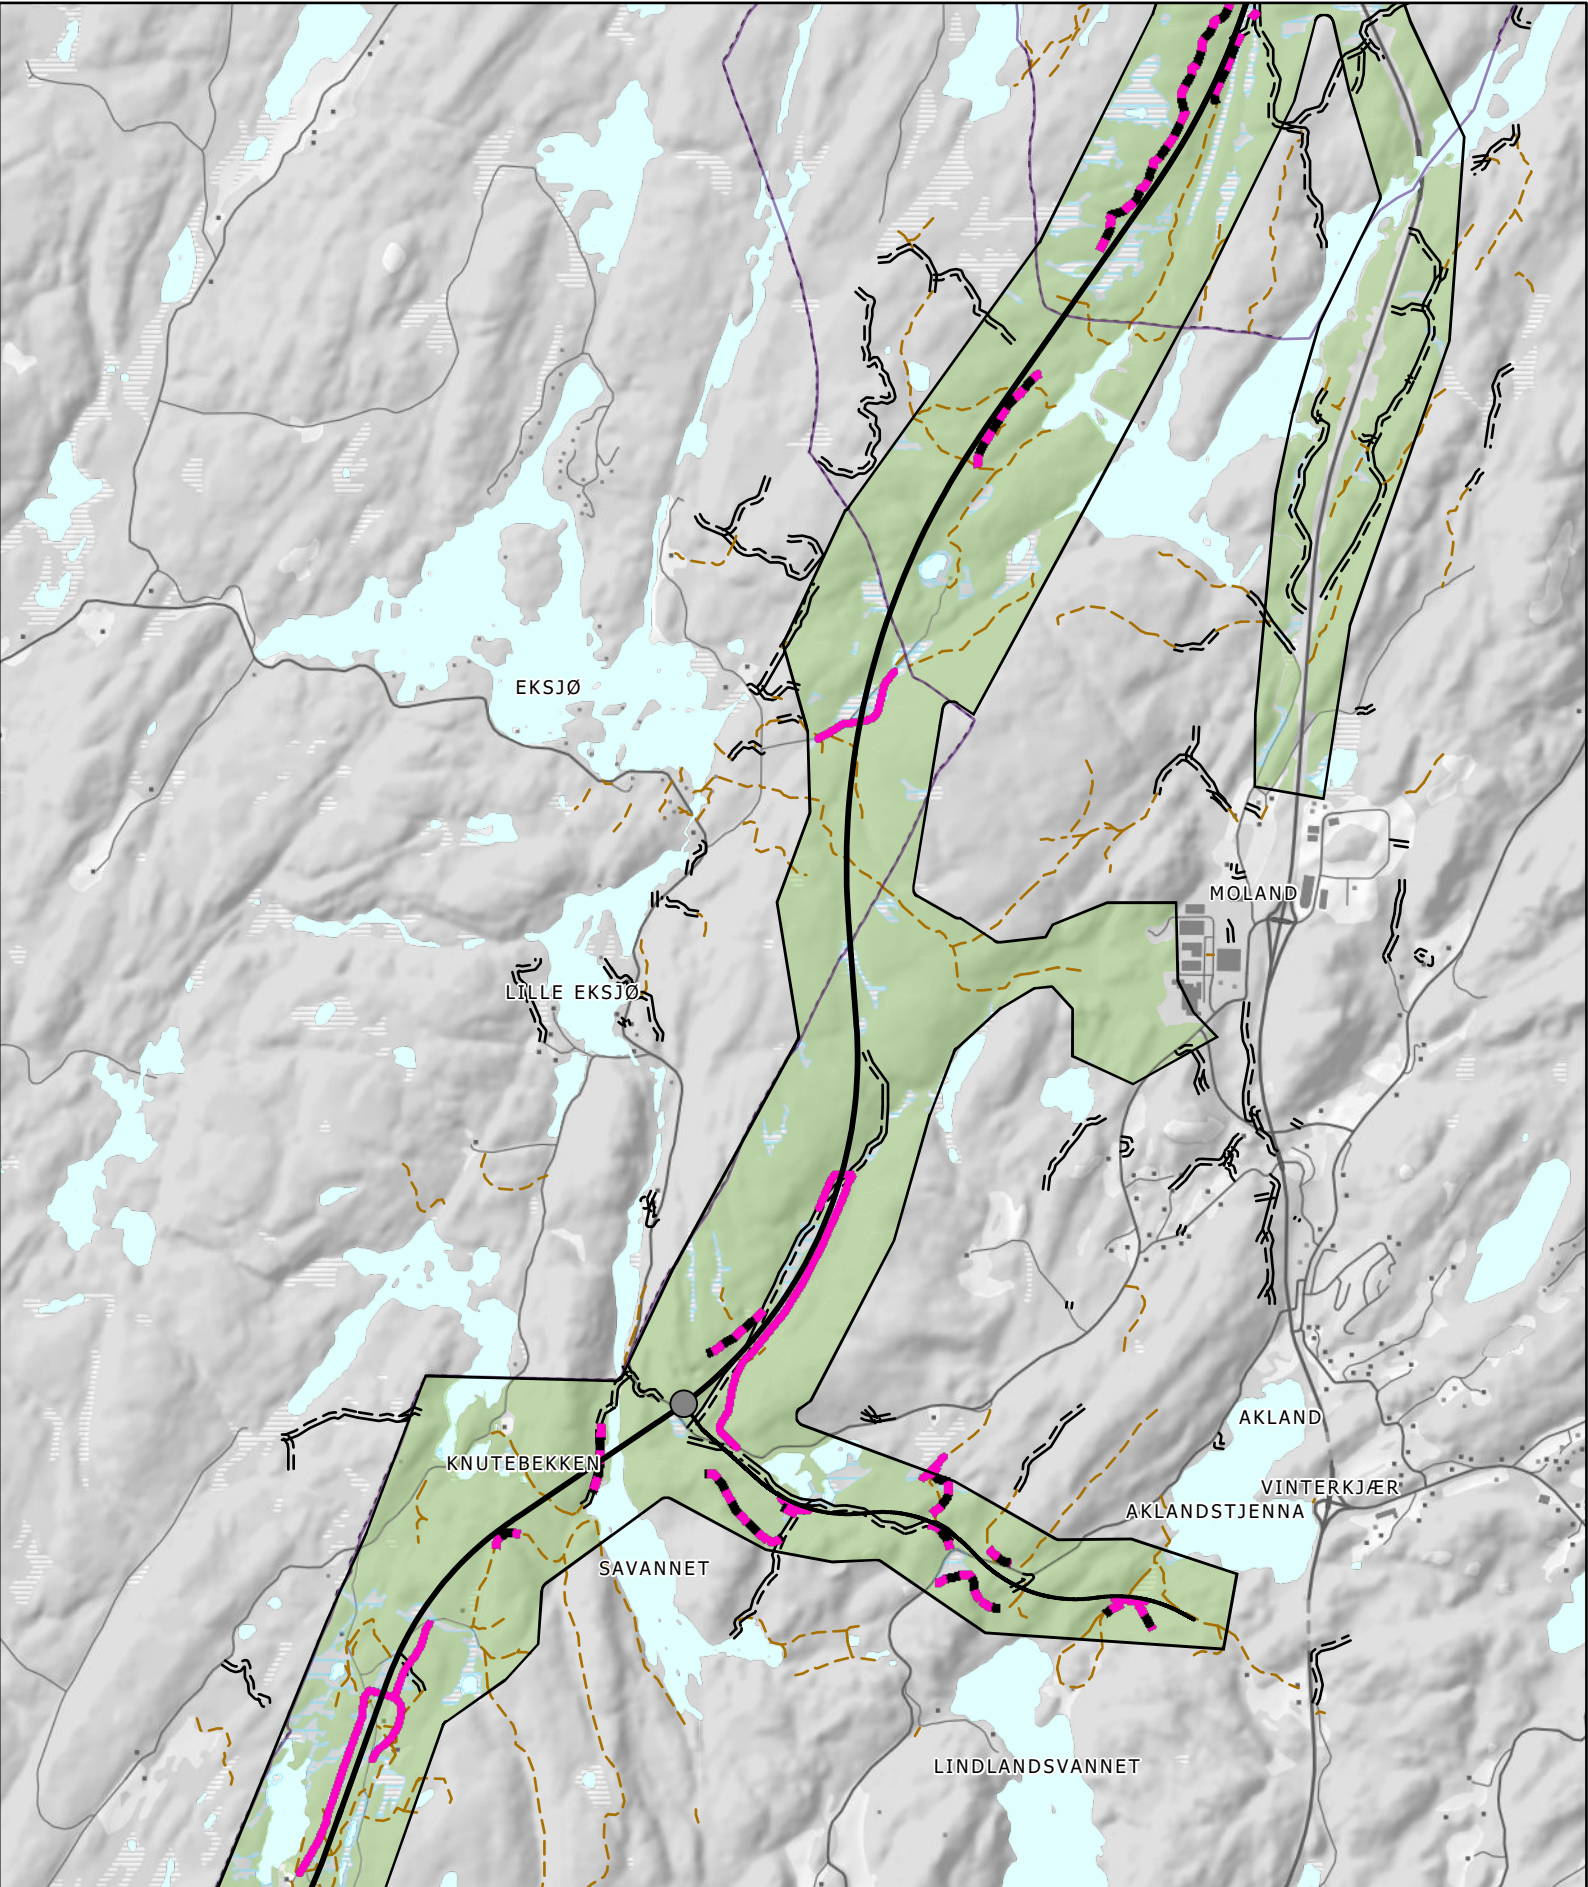 EKSJØ
MOLAND
LILLE EKSJØ
AKLAND
KNUTEBEKKEN
VINTERKJÆR
AKLANDSTJENNA
SAVANNET
LINDLANDSVANNET